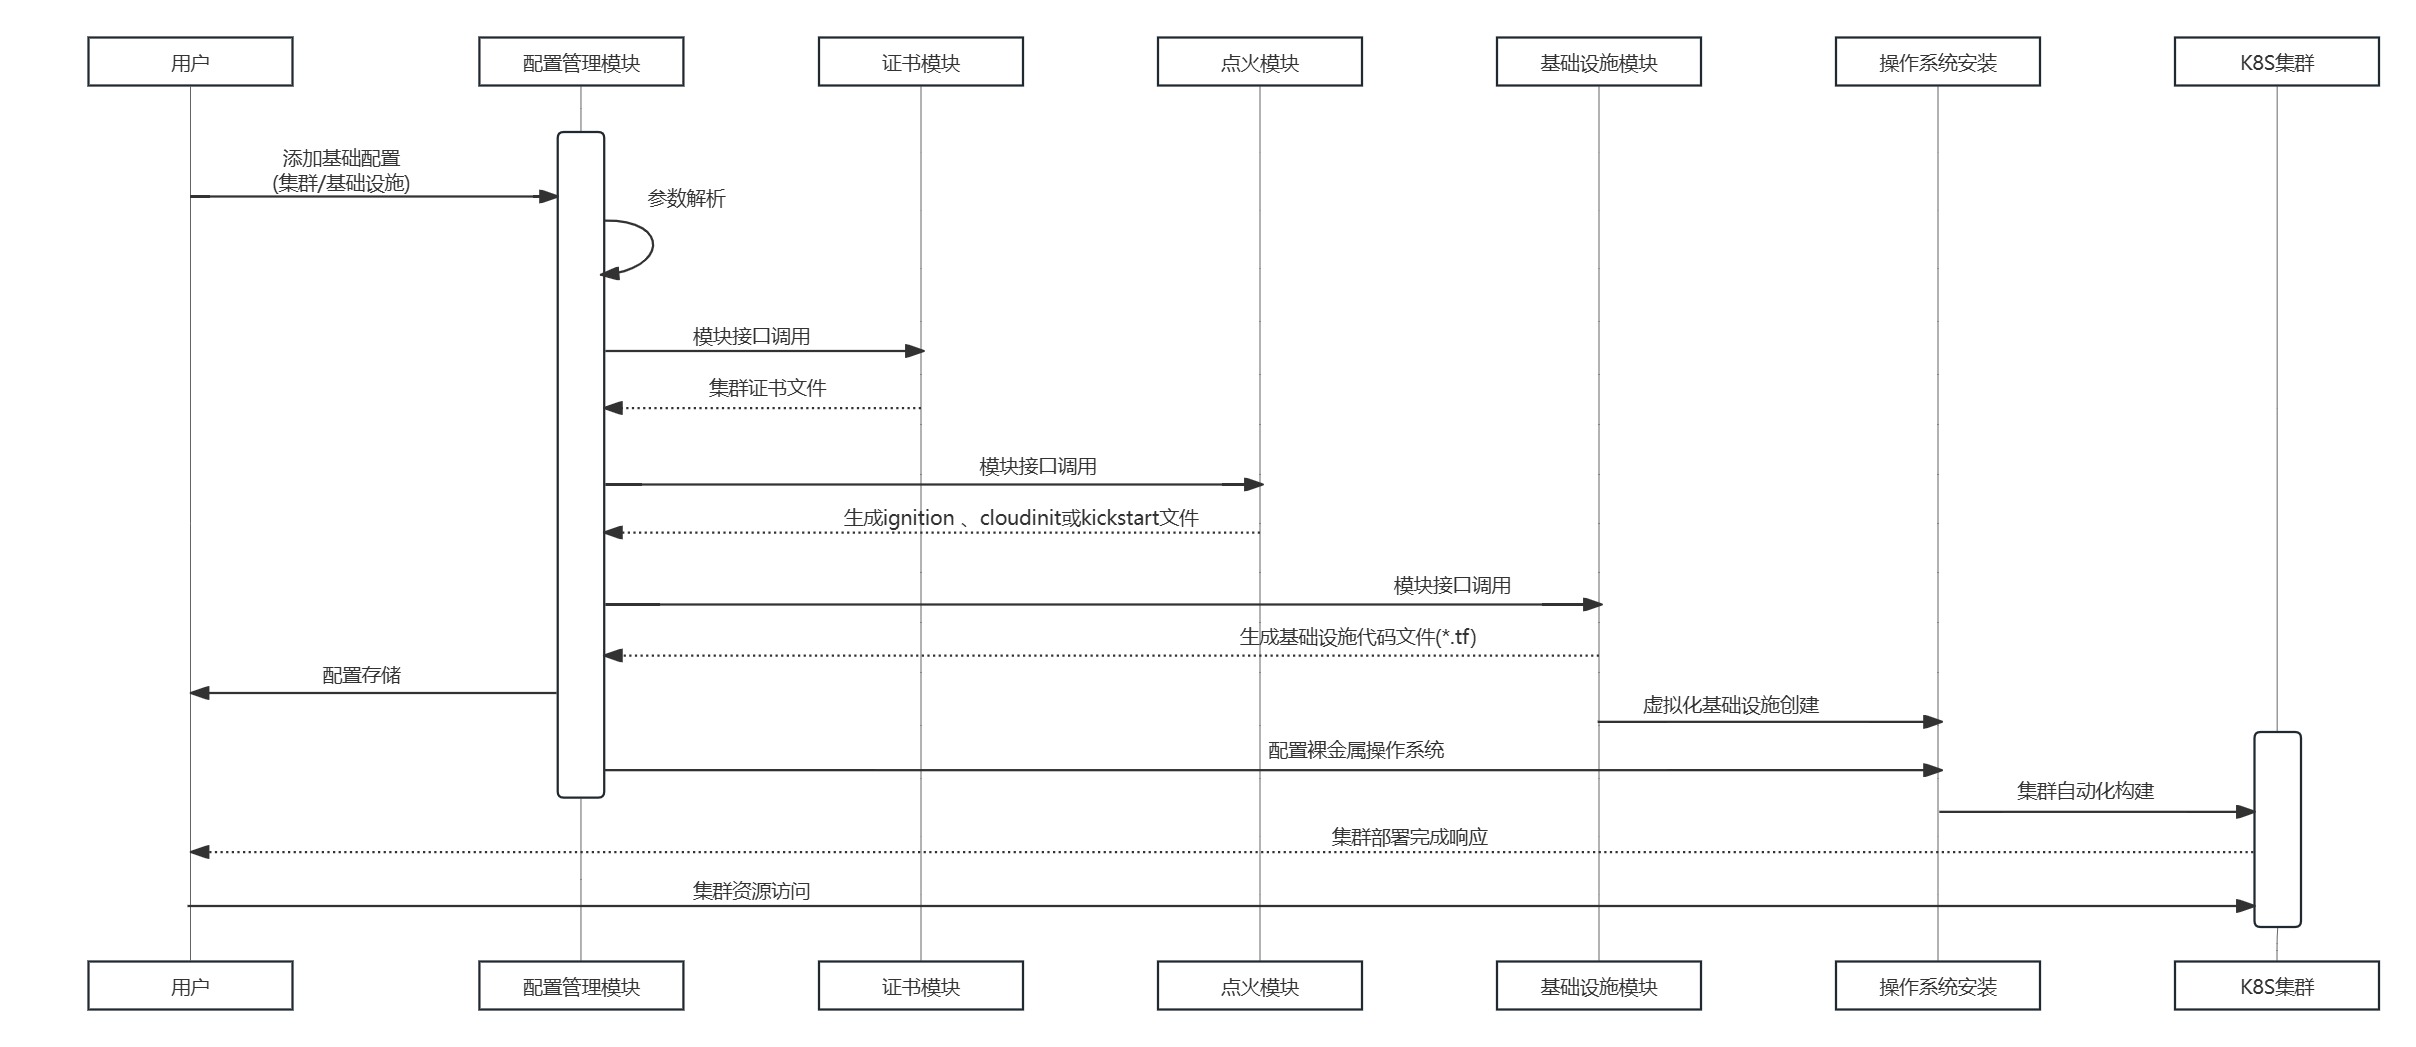 用户
配置管理模块
证书模块
点火模块
基础设施模块
操作系统安装
K8S集群
添加基础配置
(集群/基础设施)
参数解析
模块接口调用
集群证书文件
模块接口调用
生成ignition 、cloudinit或kickstart文件
模块接口调用
生成基础设施代码文件(*.tf)
配置存储
虚拟化基础设施创建
配置裸金属操作系统
集群自动化构建
集群部署完成响应
集群资源访问
用户
配置管理模块
证书模块
点火模块
基础设施模块
操作系统安装
K8S集群